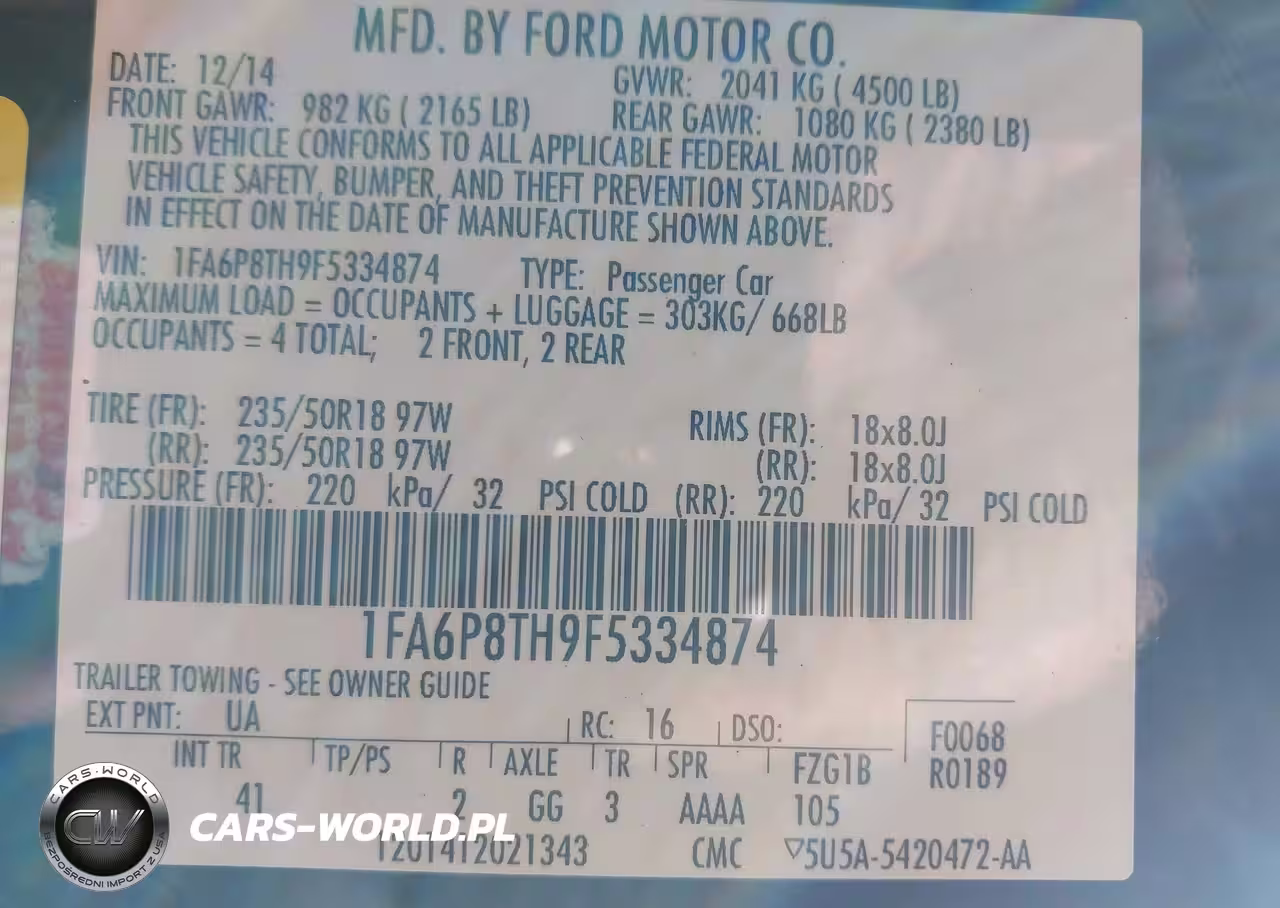 MFD. BY FORD MOTOR CO.
DATE: 12/14 GVWR: 2041 KG ( 4500 LB)
FRONT GAWR: 982 KG ( 2165 LB) REAR GAWR: 1080 KG ( 2380 LB)
THIS VEHICLE CONFORMS TO ALL APPLICABLE FEDERAL MOTOR
VEHICLE SAFETY, BUMPER, AND THEFT PREVENTION STANDARDS
IN EFFECT ON THE DATE OF MANUFACTURE SHOWN ABOVE.
VIN: 1FA6P8TH9F5334874 TYPE: Passenger Car
MAXIMUM LOAD = OCCUPANTS + LUGGAGE = 303KG/ 668LB
OCCUPANTS = 4 TOTAL; 2 FRONT, 2 REAR
TIRE (FR): 235/50R18 97W RIMS (FR): 18x8.0J
(RR): 235/50R18 97W (RR): 18x8.0J
PRESSURE (FR): 220 kPa/ 32 PSI COLD (RR): 220 kPa/ 32 PSI COLD
1FA6P8TH9F5334874
TRAILER TOWING - SEE OWNER GUIDE
EXT PNT: UA RC: 16 DSO: F0068
R0189
INT TR TP/PS R AXLE TR SPR FZG1B
41 2 GG 3 AAAA 105
1201412021343 CMC ▽5U5A-5420472-AA
CARS-WORLD
CW
BEZPOŚREDNI IMPORT Z USA
CARS-WORLD.PL